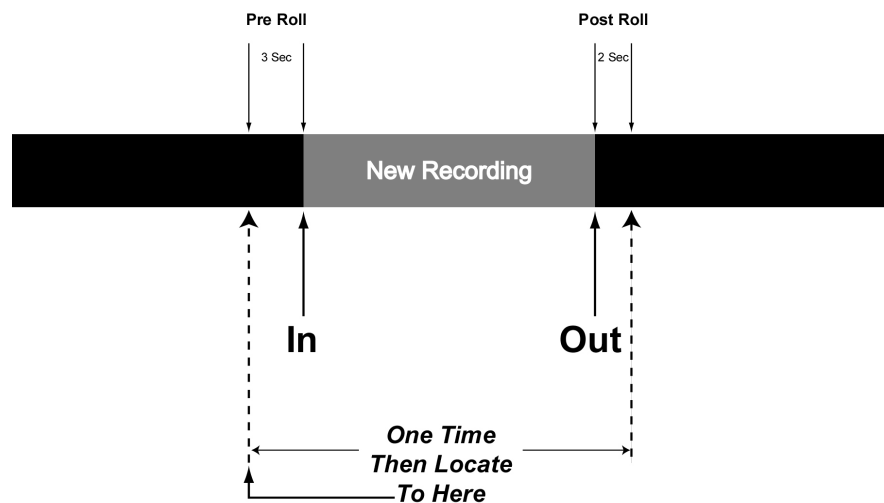 Pre Roll
Post Roll
3 Sec
2 Sec
New Recording
In
Out
One Time
Then Locate
To Here